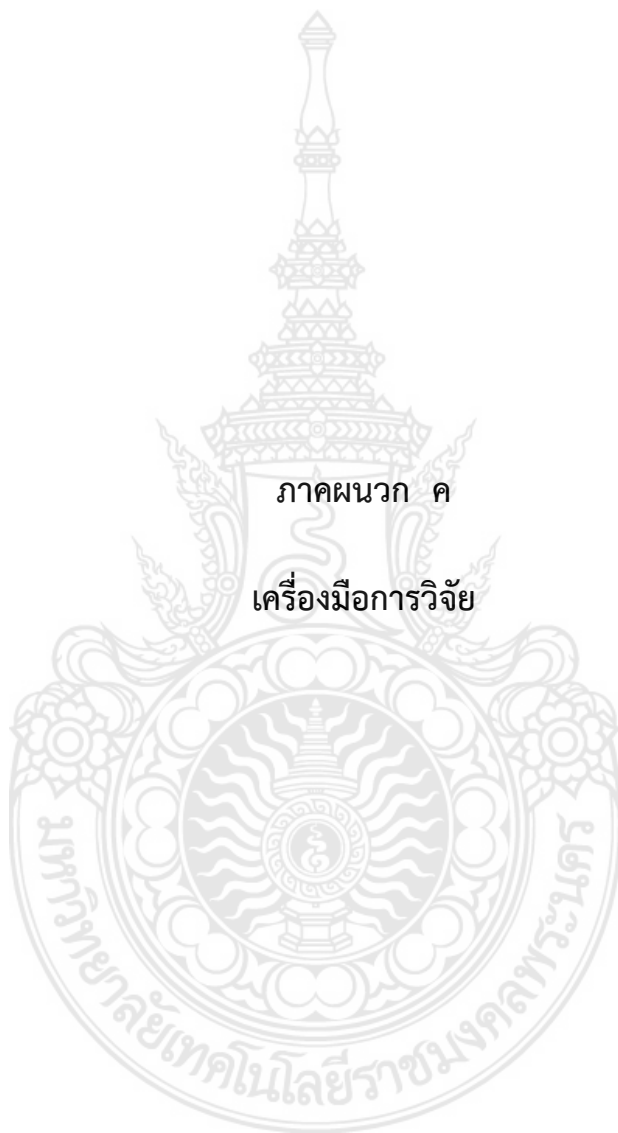 ภาคผนวก ค
เครื่องมือการวิจัย
มหาวิทยาลัยเทคโนโลยีราชมงคลพระนคร